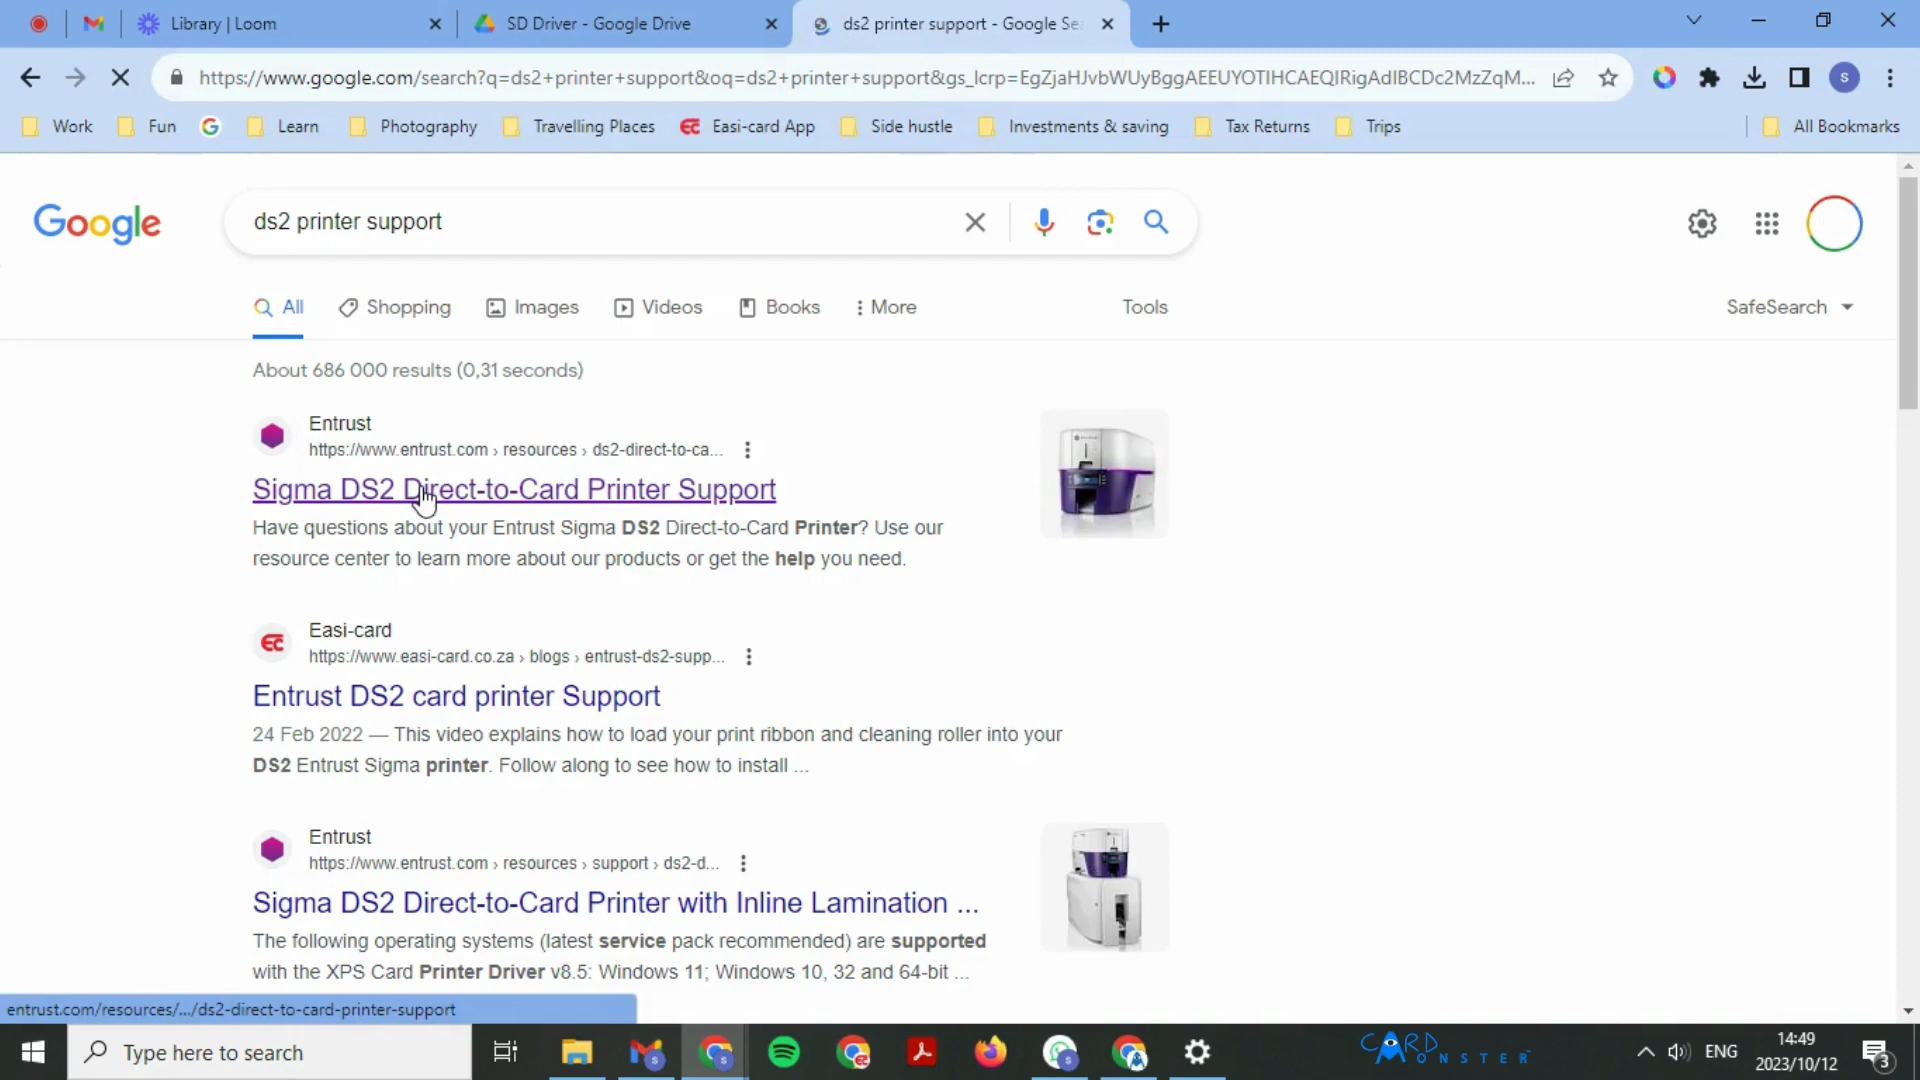 Library | Loom
SD Driver - Google Drive
ds2 printer support - Google Se
https://www.google.com/search?q=ds2+printer+support&oq=ds2+printer+support&gs_lcrp=EgZjaHJvbWUyBggAEEUYOTIHCAEQIRigAdIBCDc2MzZqM...
S
Work
Fun
Learn
Photography
Travelling Places
Easi-card App
Side hustle
Investments & saving
Tax Returns
Trips
All Bookmarks
Google
ds2 printer support
All
Shopping
Images
Videos
Books
More
Tools
SafeSearch
About 686 000 results (0,31 seconds)
Entrust
https://www.entrust.com › resources › ds2-direct-to-ca...
Sigma DS2 Direct-to-Card Printer Support
Have questions about your Entrust Sigma DS2 Direct-to-Card Printer? Use our
resource center to learn more about our products or get the help you need.
EC
Easi-card
https://www.easi-card.co.za › blogs › entrust-ds2-supp...
Entrust DS2 card printer Support
24 Feb 2022 — This video explains how to load your print ribbon and cleaning roller into your
DS2 Entrust Sigma printer. Follow along to see how to install ...
Entrust
https://www.entrust.com › resources › support › ds2-d...
Sigma DS2 Direct-to-Card Printer with Inline Lamination ...
The following operating systems (latest service pack recommended) are supported
with the XPS Card Printer Driver v8.5: Windows 11; Windows 10, 32 and 64-bit ...
entrust.com/resources/.../ds2-direct-to-card-printer-support
Type here to search
CARD MONSTER
ENG
14:49
2023/10/12
3